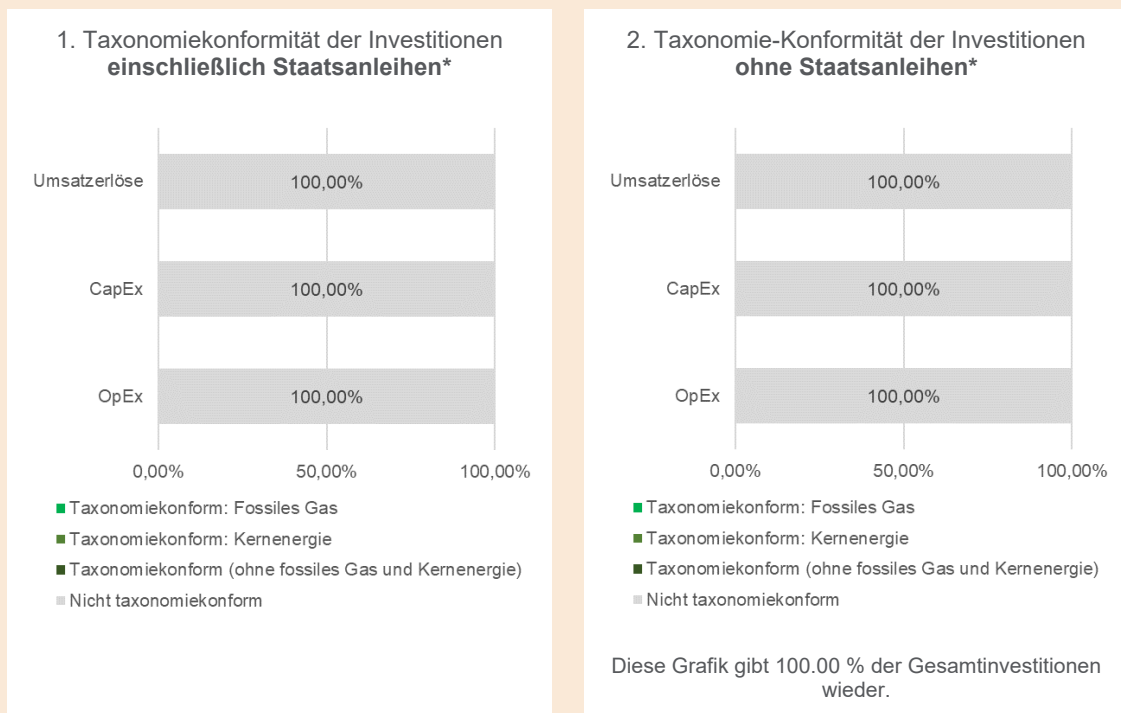 1. Taxonomiekonformität der Investitionen
einschließlich Staatsanleihen*
Umsatzerlöse
100,00%
CapEx
100,00%
OpEx
100,00%
0,00%
50,00%
100,00%
Taxonomiekonform: Fossiles Gas
Taxonomiekonform: Kernenergie
Taxonomiekonform (ohne fossiles Gas und Kernenergie)
Nicht taxonomiekonform
2. Taxonomie-Konformität der Investitionen
ohne Staatsanleihen*
Umsatzerlöse
100,00%
CapEx
100,00%
OpEx
100,00%
0,00%
50,00%
100,00%
Taxonomiekonform: Fossiles Gas
Taxonomiekonform: Kernenergie
Taxonomiekonform (ohne fossiles Gas und Kernenergie)
Nicht taxonomiekonform
Diese Grafik gibt 100.00 % der Gesamtinvestitionen
wieder.